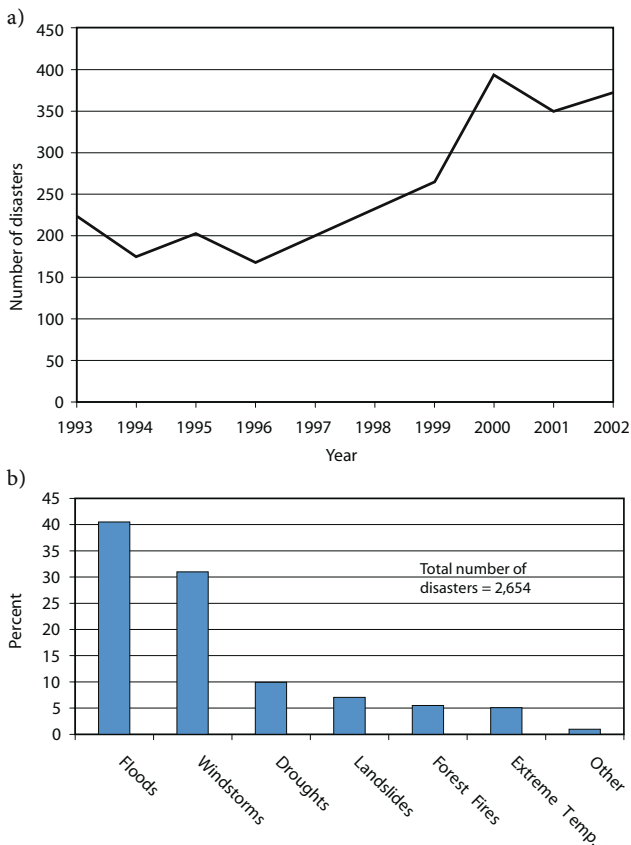 a)
450
400
350
300
250
200
150
100
50
0
Number of disasters
1993 1994 1995 1996 1997 1998 1999 2000 2001 2002
Year
b)
45
40
35
30
25
20
15
10
5
0
Percent
Total number of
disasters = 2,654
Floods
Windstorms
Droughts
Landslides
Forest Fires
Extreme Temp.
Other